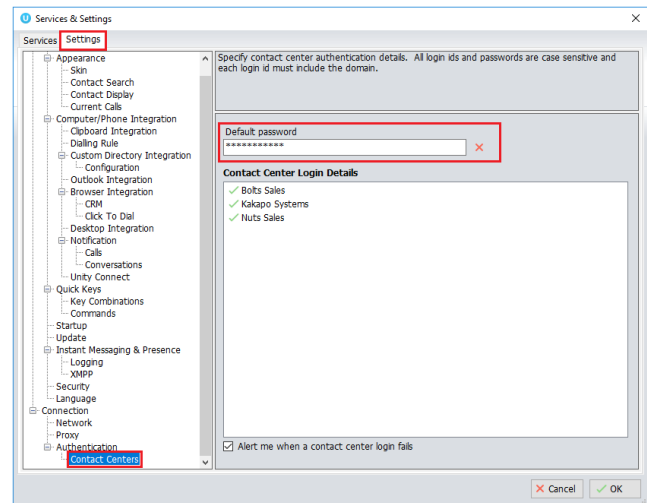 Services & Settings
Services Settings
Specify contact center authentication details. All login ids and passwords are case sensitive and
each login id must include the domain.
Appearance
Skin
Contact Search
Contact Display
Current Calls
Computer/Phone Integration
Clipboard Integration
Dialling Rule
Custom Directory Integration
Configuration
Outlook Integration
Browser Integration
CRM
Click To Dial
Desktop Integration
Notification
Calls
Conversations
Unity Connect
Quick Keys
Key Combinations
Commands
Startup
Update
Instant Messaging & Presence
Logging
XMPP
Security
Language
Connection
Network
Proxy
Authentication
Contact Centers
Default password
***********
Contact Center Login Details
Bolts Sales
Kakapo Systems
Nuts Sales
Alert me when a contact center login fails
Cancel
OK